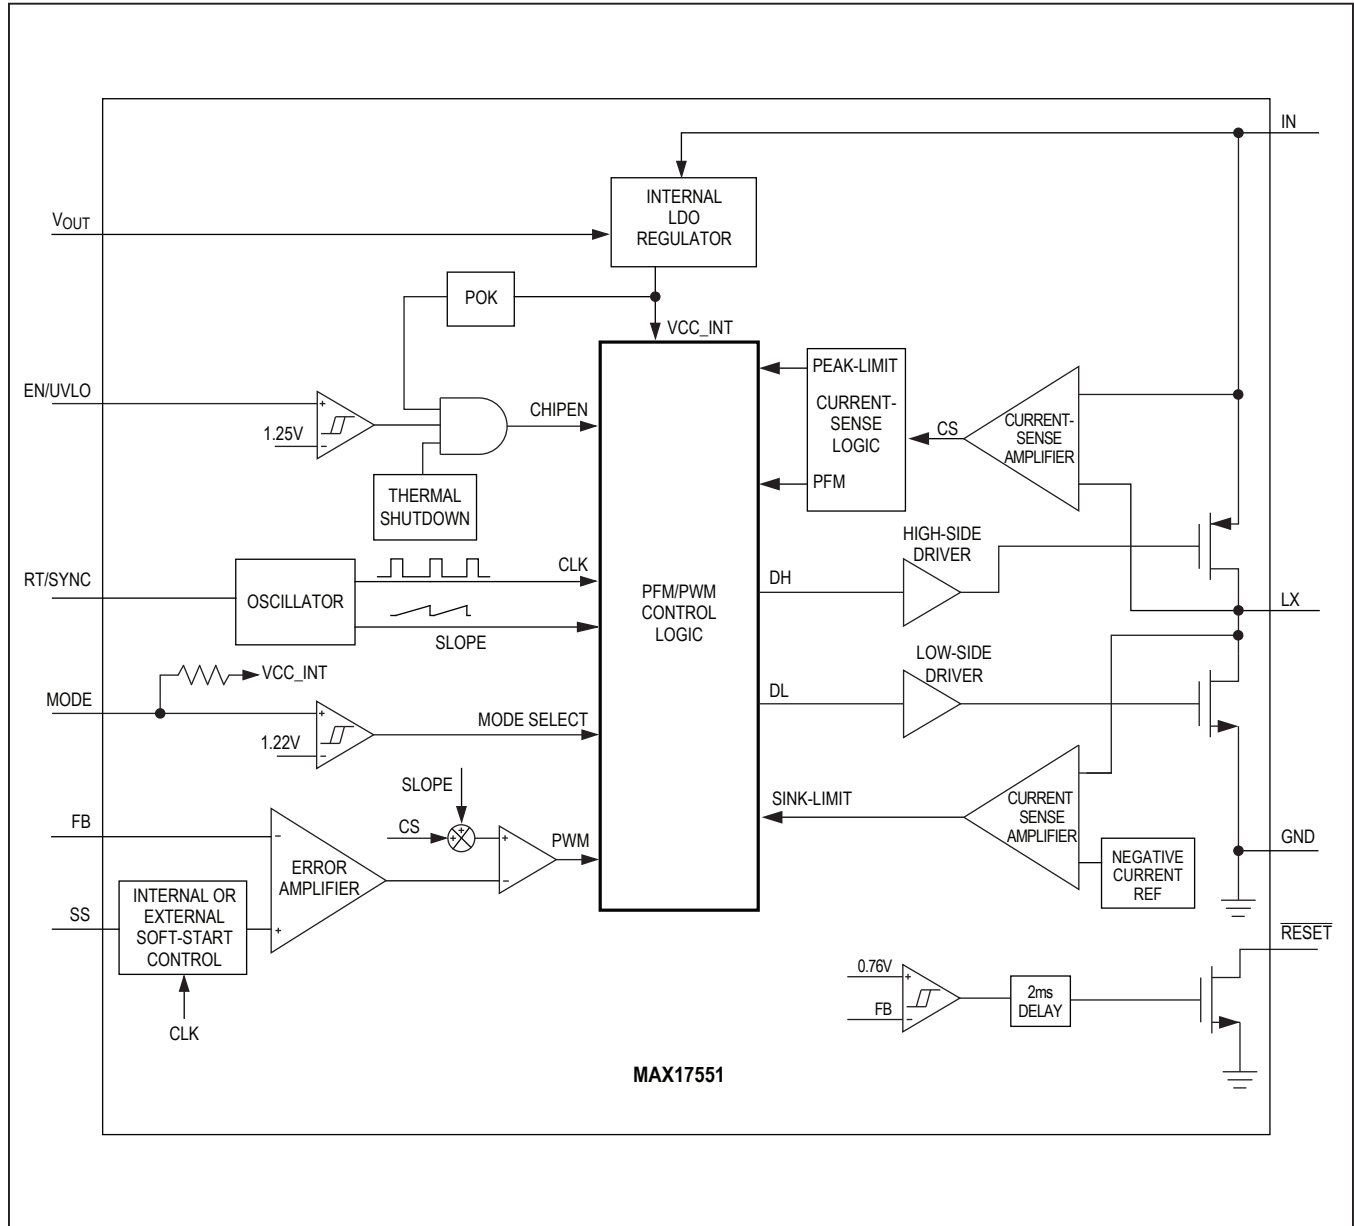 IN
INTERNAL
LDO
REGULATOR
VOUT
POK
VCC_INT
EN/UVLO
+
1.25V
−
CHIPEN
THERMAL
SHUTDOWN
PEAK-LIMIT
CURRENT-
SENSE
LOGIC
PFM
CS
CURRENT-
SENSE
AMPLIFIER
HIGH-SIDE
DRIVER
RT/SYNC
OSCILLATOR
CLK
SLOPE
PFM/PWM
CONTROL
LOGIC
DH
LX
LOW-SIDE
DRIVER
DL
VCC_INT
MODE
+
1.22V
−
MODE SELECT
SLOPE
FB
−
CS
+
+
+
−
PWM
ERROR
AMPLIFIER
SINK-LIMIT
CURRENT
SENSE
AMPLIFIER
NEGATIVE
CURRENT
REF
GND
SS
INTERNAL OR
EXTERNAL
SOFT-START
CONTROL
+
CLK
RESET
0.76V
+
FB
−
2ms
DELAY
MAX17551